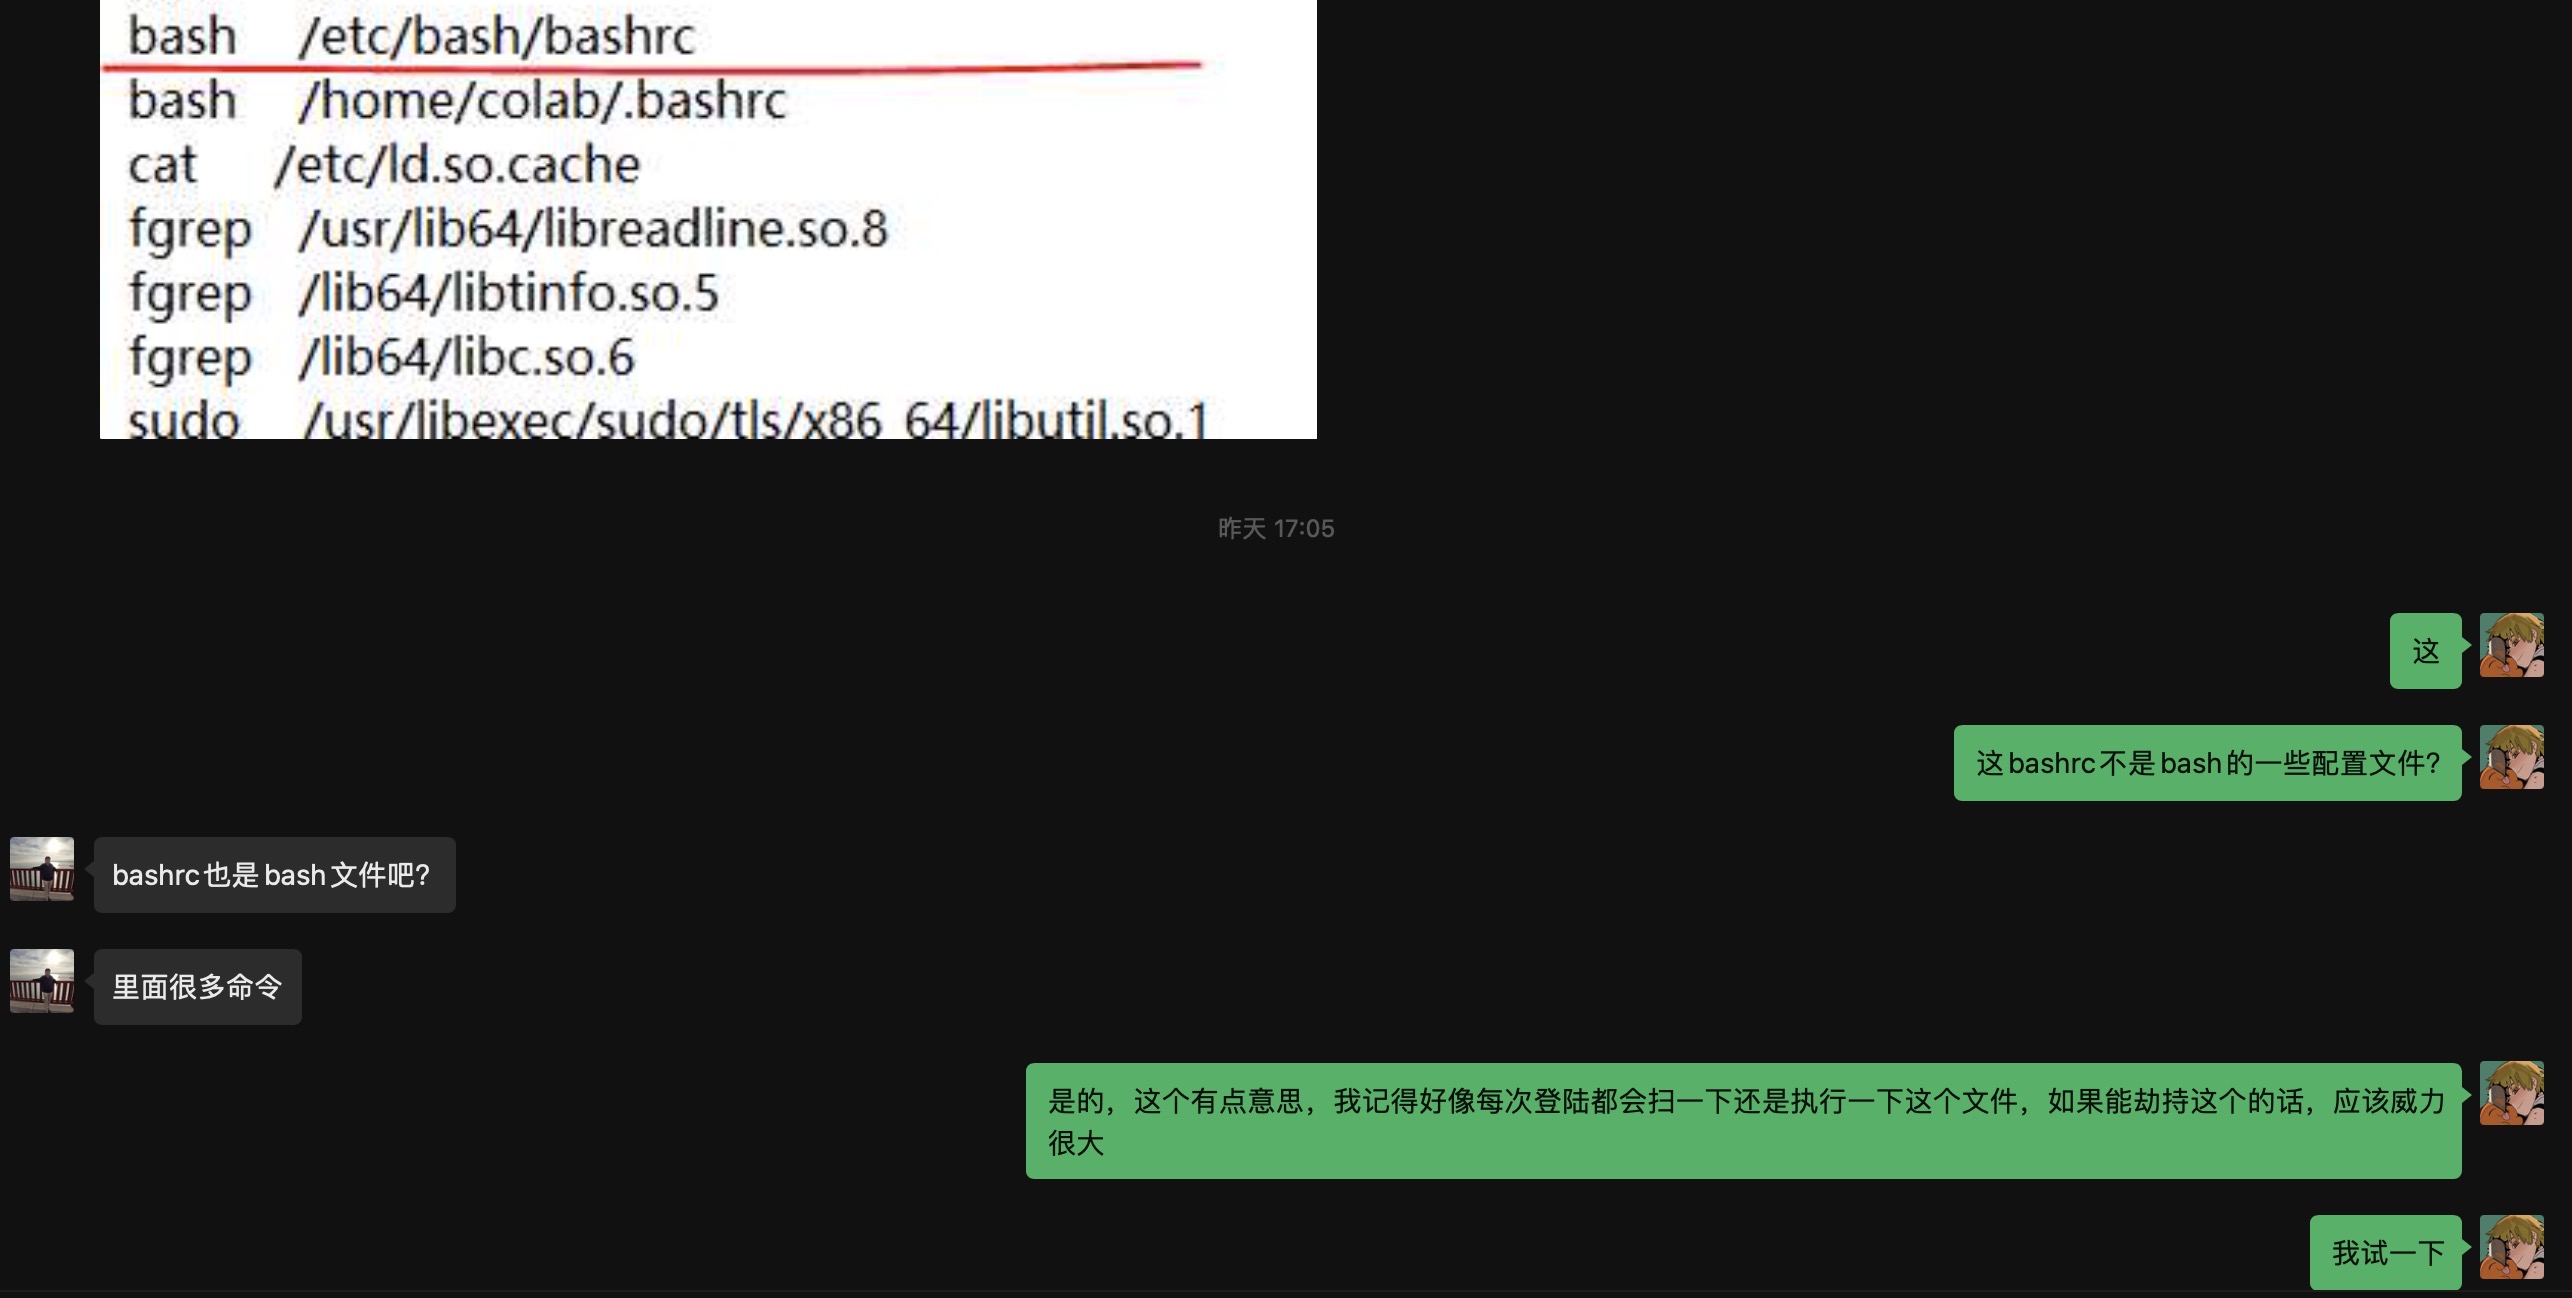 bash /etc/bash/bashrc
bash /home/colab/.bashrc
cat /etc/ld.so.cache
fgrep /usr/lib64/libreadline.so.8
fgrep /lib64/libtinfo.so.5
fgrep /lib64/libc.so.6
sudo /usr/libexec/sudo/tls/x86_64/libutil.so.1
昨天 17:05
这
这bashrc不是bash的一些配置文件?
bashrc也是bash文件吧?
里面很多命令
是的，这个有点意思，我记得好像每次登陆都会扫一下还是执行一下这个文件，如果能劫持这个的话，应该威力
很大
我试一下